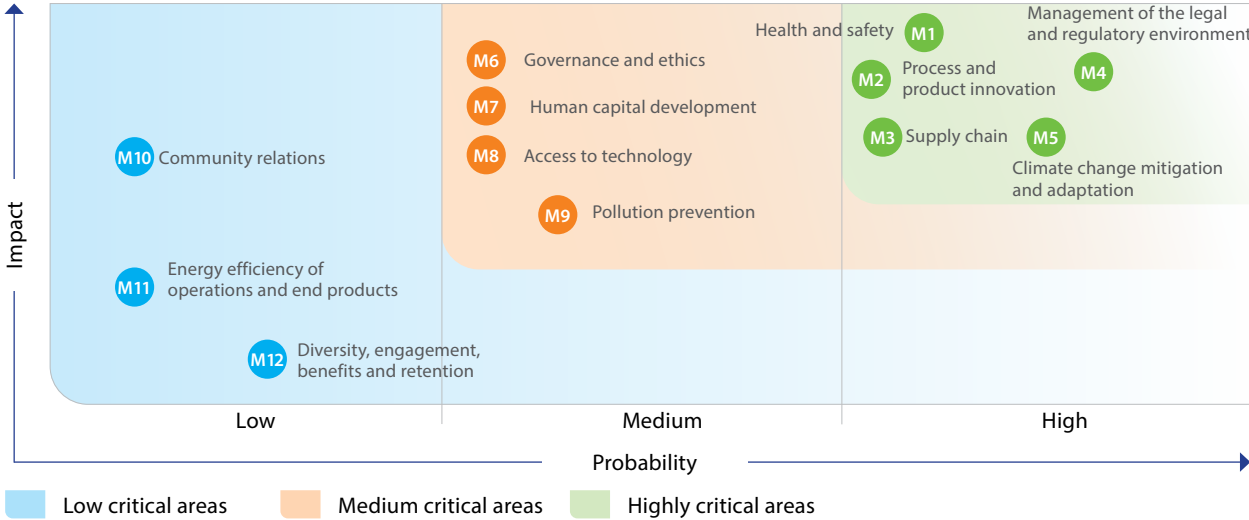 Impact
Health and safety
M1
Management of the legal
and regulatory environment
M6
Governance and ethics
M2
Process and
product innovation
M4
M7
Human capital development
M10
Community relations
M8
Access to technology
M3
Supply chain
M5
Climate change mitigation
and adaptation
M9
Pollution prevention
M11
Energy efficiency of
operations and end products
M12
Diversity, engagement,
benefits and retention
Low
Medium
High
Probability
Low critical areas
Medium critical areas
Highly critical areas